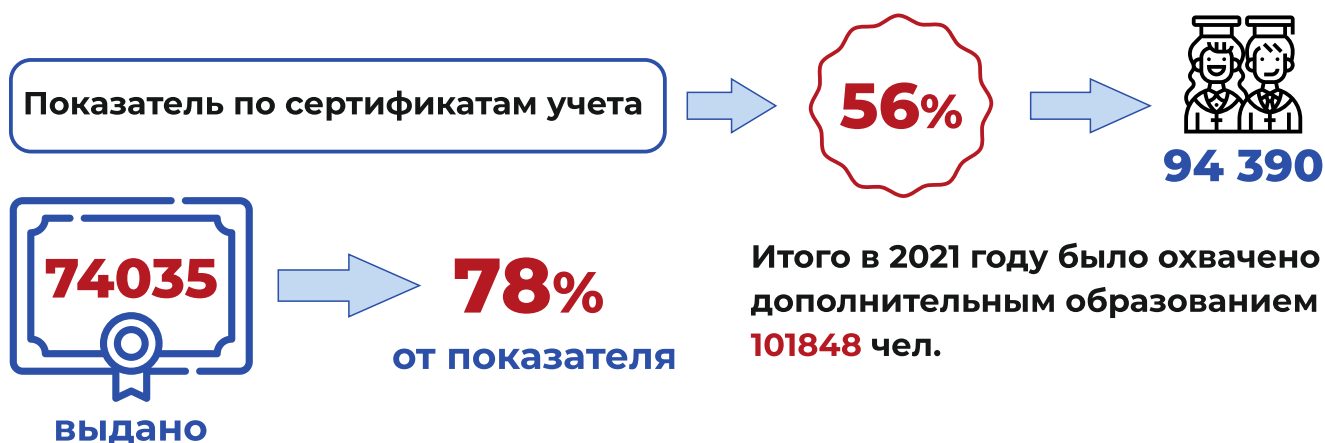 Показатель по сертификатам учета
56%
94 390
74035
выдано
78%
от показателя
Итого в 2021 году было охвачено
дополнительным образованием
101848 чел.